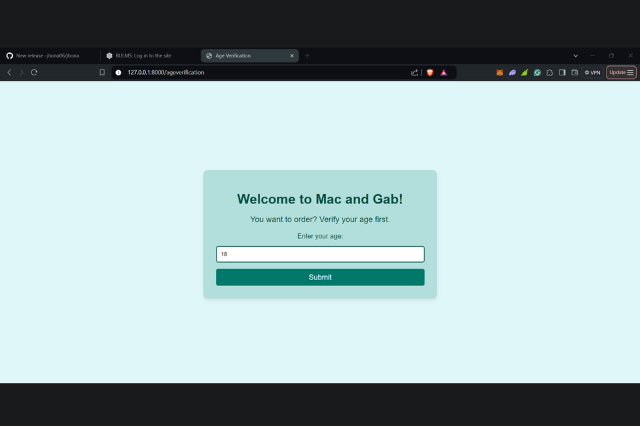 New release · jhona06/jhona
BULMS: Log in to the site
Age Verification
127.0.0.1:8000/ageverification
VPN
Update
Welcome to Mac and Gab!
You want to order? Verify your age first.
Enter your age:
18
Submit